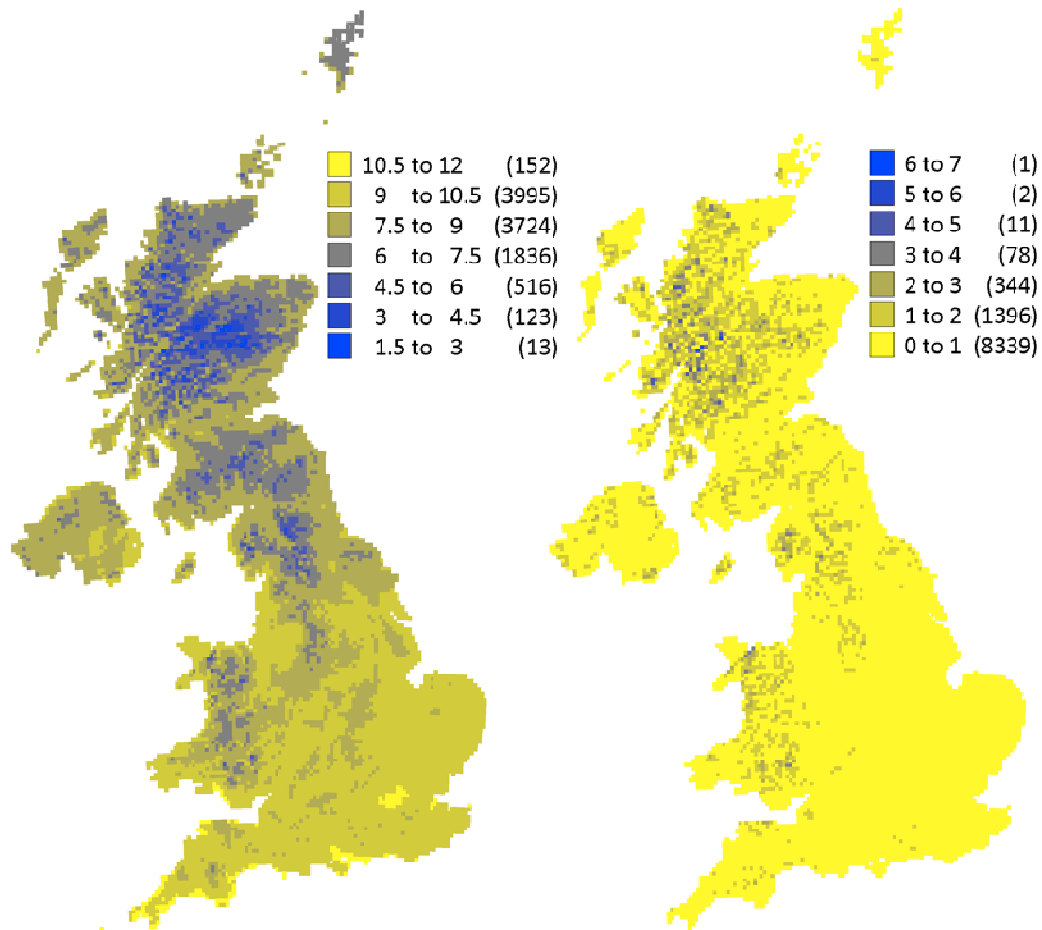 10.5 to 12 (152)
9 to 10.5 (3995)
7.5 to 9 (3724)
6 to 7.5 (1836)
4.5 to 6 (516)
3 to 4.5 (123)
1.5 to 3 (13)
6 to 7 (1)
5 to 6 (2)
4 to 5 (11)
3 to 4 (78)
2 to 3 (344)
1 to 2 (1396)
0 to 1 (8339)